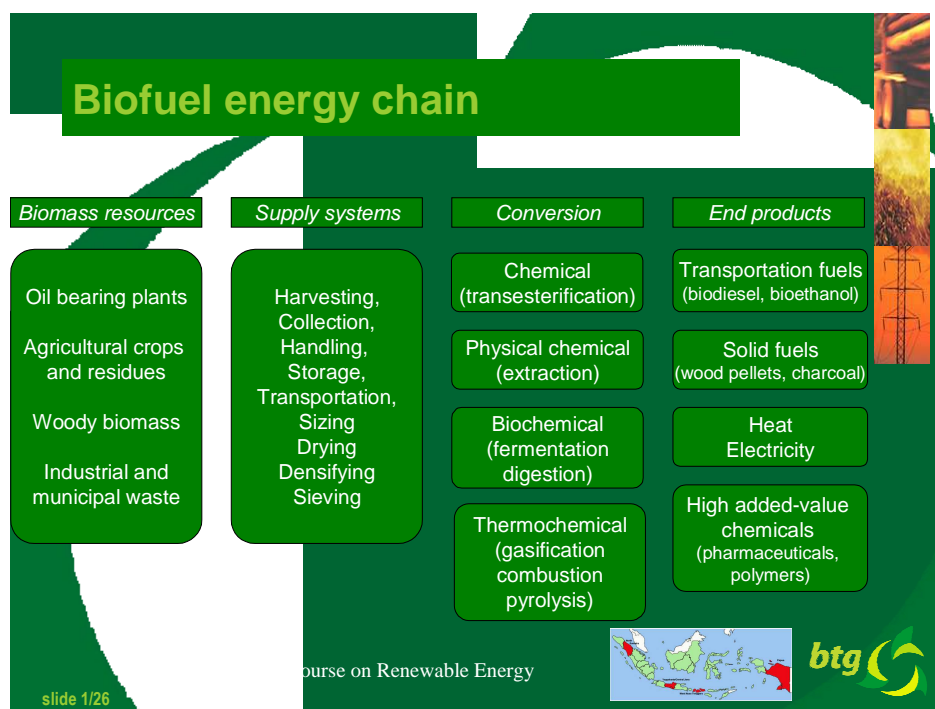 Biofuel energy chain
Biomass resources
Oil bearing plants
Agricultural crops
and residues
Woody biomass
Industrial and
municipal waste
Supply systems
Harvesting,
Collection,
Handling,
Storage,
Transportation,
Sizing
Drying
Densifying
Sieving
Conversion
Chemical
(transesterification)
Physical chemical
(extraction)
Biochemical
(fermentation
digestion)
Thermochemical
(gasification
combustion
pyrolysis)
End products
Transportation fuels
(biodiesel, bioethanol)
Solid fuels
(wood pellets, charcoal)
Heat
Electricity
High added-value
chemicals
(pharmaceuticals,
polymers)
ourse on Renewable Energy
btg
slide 1/26